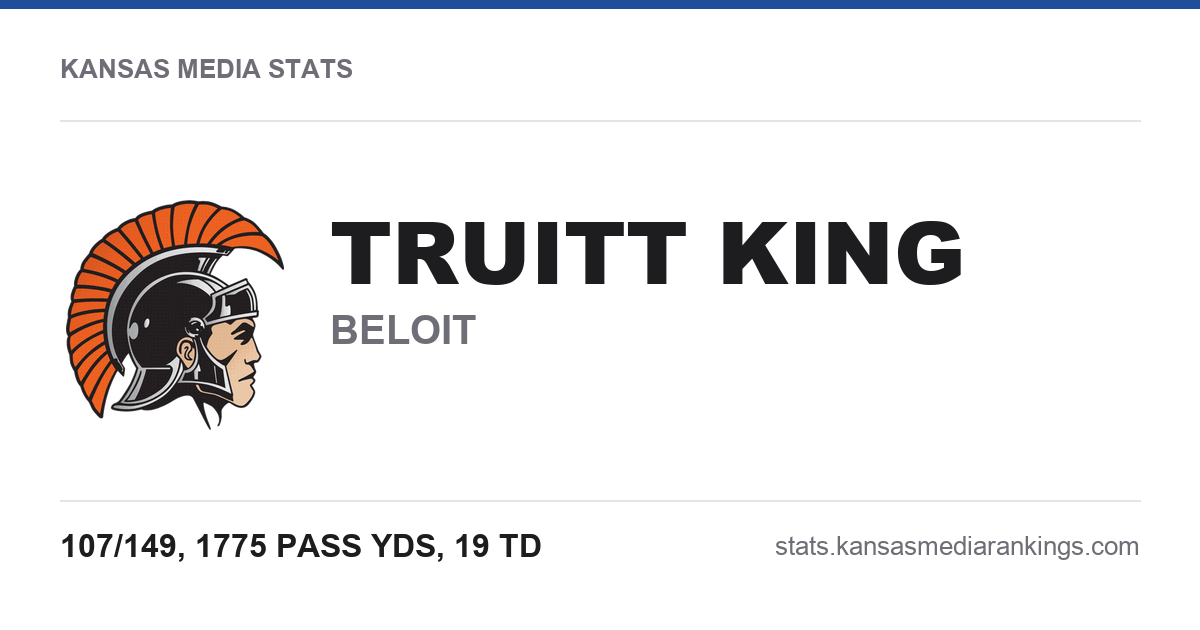 KANSAS MEDIA STATS
TRUITT KING
BELOIT
107/149, 1775 PASS YDS, 19 TD
stats.kansasmediarankings.com